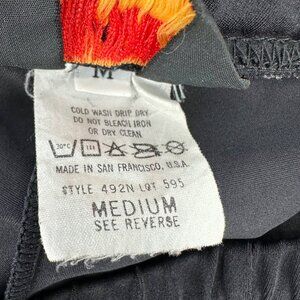 M
COLD WASH DRIP DRY
DO NOT BLEACH IRON
OR DRY CLEAN
30°C
MADE IN SAN FRANCISCO, U.S.A
STYLE 492N LOT 595
MEDIUM
SEE REVERSE